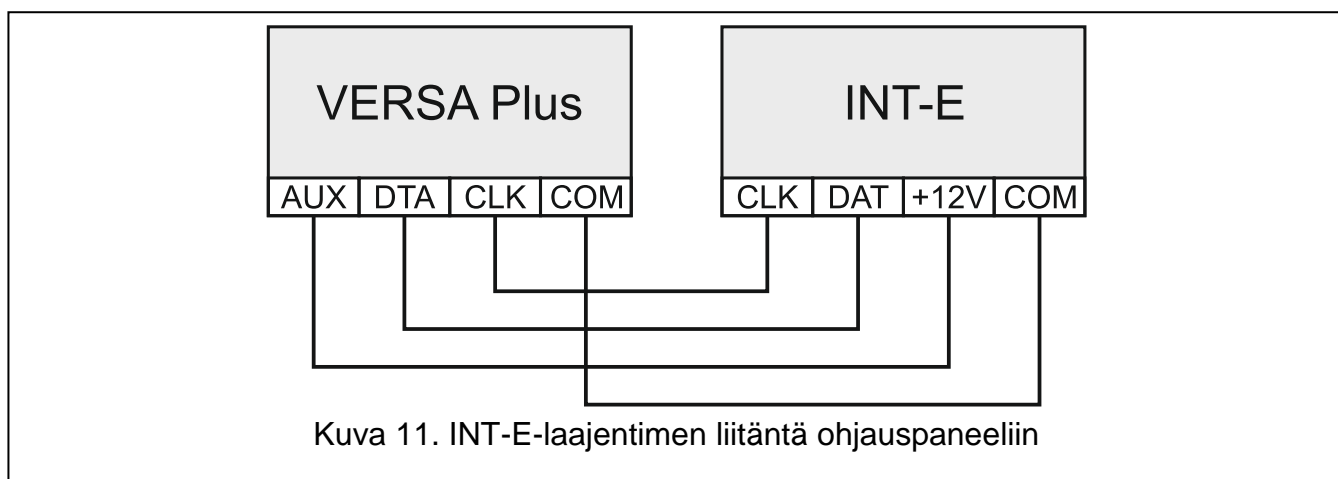 VERSA Plus
INT-E
AUX DTA CLK COM
CLK DAT +12V COM
Kuva 11. INT-E-laajentimen liitäntä ohjauspaneeliin